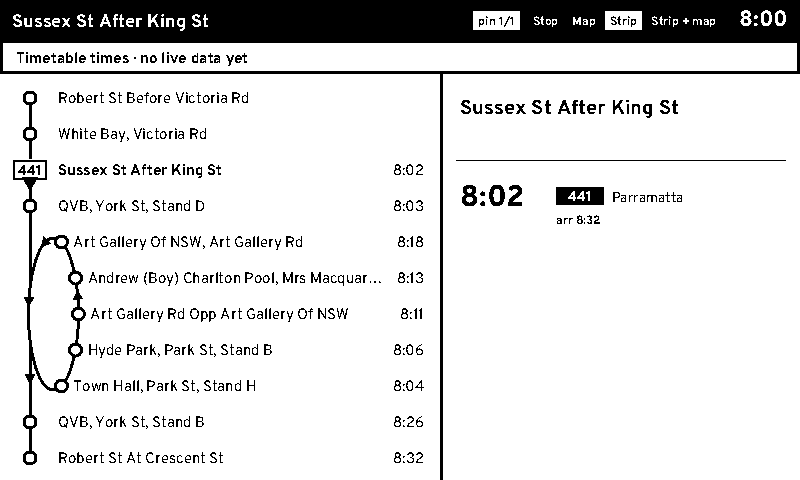 Sussex St After King St
pin 1/1 Stop Map Strip Strip + map 8:00
Timetable times · no live data yet
Robert St Before Victoria Rd
White Bay, Victoria Rd
441 Sussex St After King St 8:02
QVB, York St, Stand D 8:03
Art Gallery Of NSW, Art Gallery Rd 8:18
Andrew (Boy) Charlton Pool, Mrs Macquar... 8:13
Art Gallery Rd Opp Art Gallery Of NSW 8:11
Hyde Park, Park St, Stand B 8:06
Town Hall, Park St, Stand H 8:04
QVB, York St, Stand B 8:26
Robert St At Crescent St 8:32
Sussex St After King St
8:02 441 Parramatta
arr 8:32